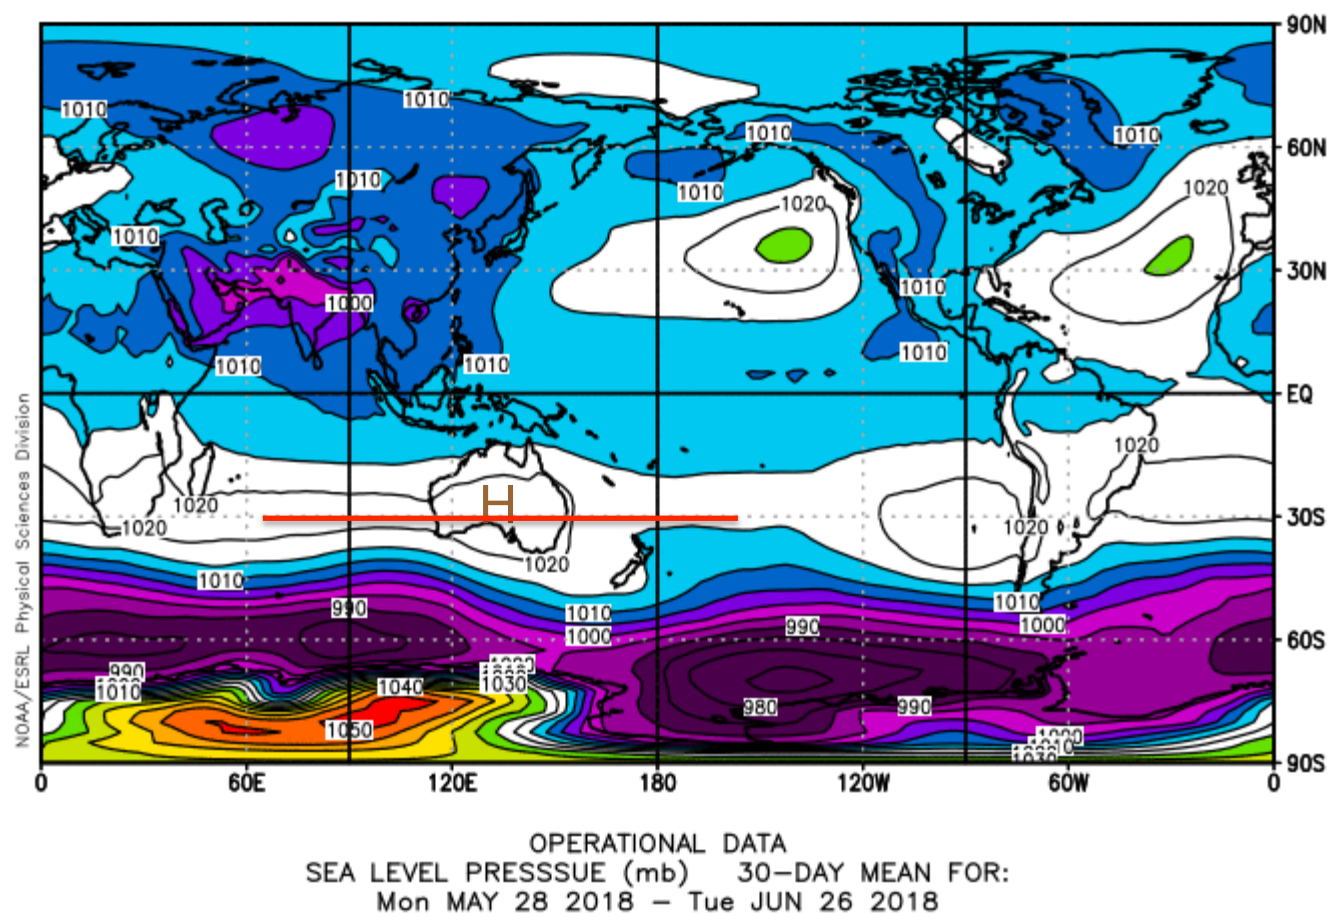 90N
1010
1010
1010
1010
60N
1010
1010
1020
1020
1010
30N
1010
1000
1010
1010
1010
EQ
1020
H
1020
1020
1020
30S
1020
1010
1010
1010
990
1000
1000
990
60S
990
1010
1030
1040
980
990
1050
90S
0 60E 120E 180 120W 60W 0
NOAA/ESRL Physical Sciences Division
OPERATIONAL DATA
SEA LEVEL PRESSSUE (mb) 30-DAY MEAN FOR:
Mon MAY 28 2018 - Tue JUN 26 2018